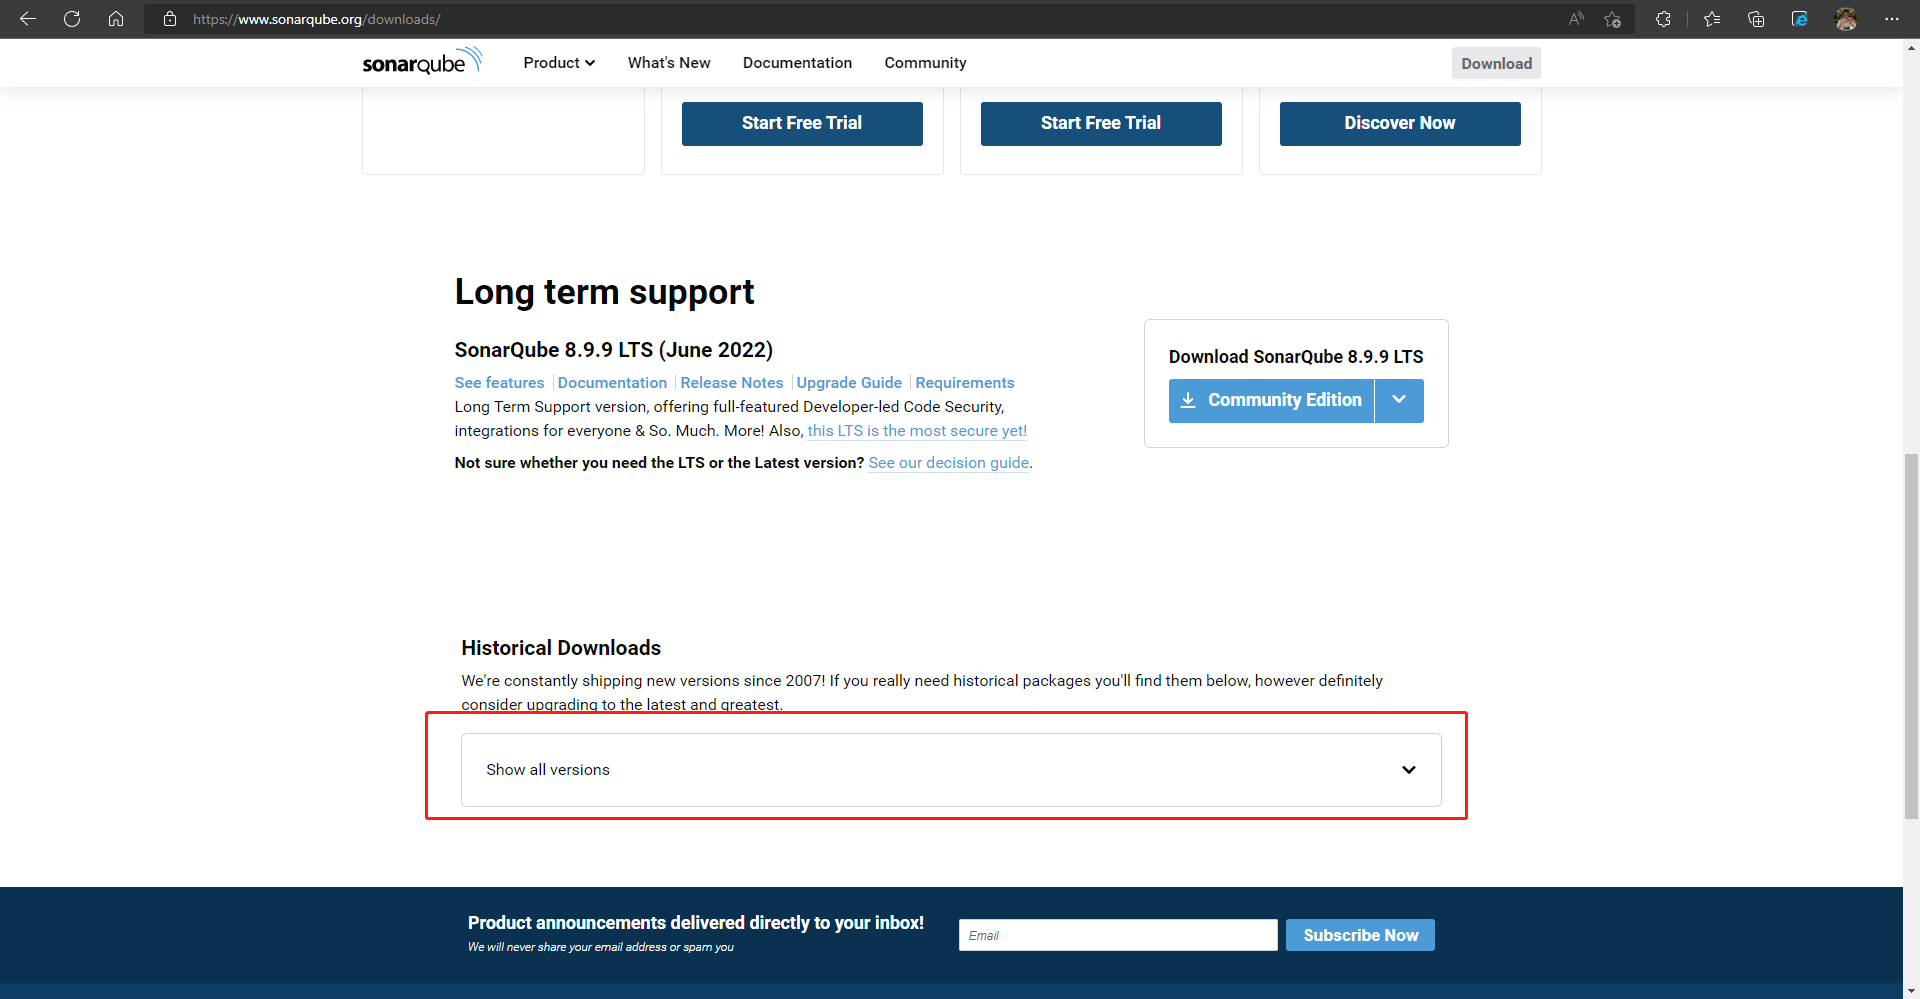 https://www.sonarqube.org/downloads/
sonarqube Product What's New Documentation Community Download
Start Free Trial Start Free Trial Discover Now
Long term support
SonarQube 8.9.9 LTS (June 2022)
See features Documentation Release Notes Upgrade Guide Requirements
Long Term Support version, offering full-featured Developer-led Code Security,
integrations for everyone & So. Much. More! Also, this LTS is the most secure yet!
Not sure whether you need the LTS or the Latest version? See our decision guide.
Download SonarQube 8.9.9 LTS
Community Edition
Historical Downloads
We're constantly shipping new versions since 2007! If you really need historical packages you'll find them below, however definitely
consider upgrading to the latest and greatest.
Show all versions
Product announcements delivered directly to your inbox!
We will never share your email address or spam you
Email
Subscribe Now